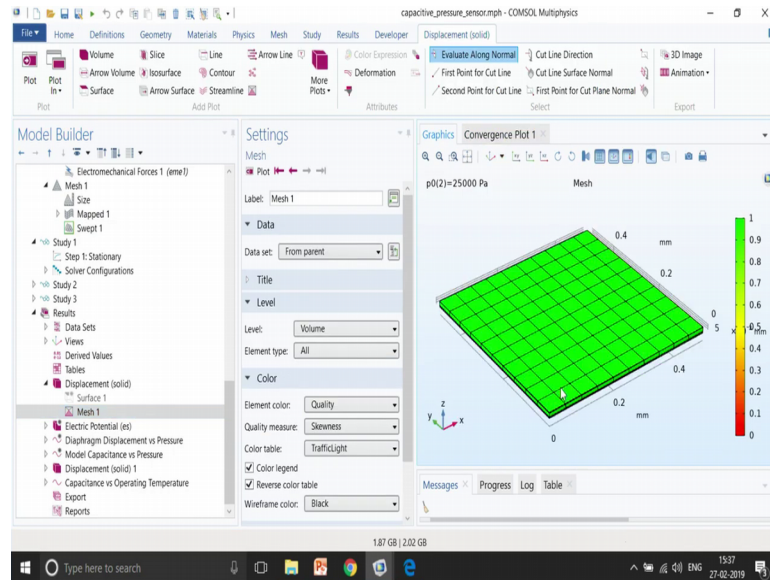 capacitive_pressure_sensor.mph - COMSOL Multiphysics
File Home Definitions Geometry Materials Physics Mesh Study Results Developer Displacement (solid)
Volume Slice Line Arrow Line Color Expression Evaluate Along Normal Cut Line Direction 3D Image
Plot Plot In Arrow Volume Isosurface Contour More Plots Deformation First Point for Cut Line Cut Line Surface Normal Animation
Surface Arrow Surface Streamline Second Point for Cut Line First Point for Cut Plane Normal
Plot Add Plot Attributes Select Export
Model Builder
Electromechanical Forces 1 (eme1)
Mesh 1
Size
Mapped 1
Swept 1
Study 1
Step 1: Stationary
Solver Configurations
Study 2
Study 3
Results
Data Sets
Views
Derived Values
Tables
Displacement (solid)
Surface 1
Mesh 1
Electric Potential (es)
Diaphragm Displacement vs Pressure
Model Capacitance vs Pressure
Displacement (solid) 1
Capacitance vs Operating Temperature
Export
Reports
Settings
Mesh
Plot
Label: Mesh 1
Data
Data set: From parent
Title
Level
Level: Volume
Element type: All
Color
Element color: Quality
Quality measure: Skewness
Color table: TrafficLight
Color legend
Reverse color table
Wireframe color: Black
Graphics Convergence Plot 1
p0(2)=25000 Pa Mesh
0.4
mm
0.2
0
5
x
0.4
0.2
mm
0
z
y
x
1
0.9
0.8
0.7
0.6
0.5
0.4
0.3
0.2
0.1
0
Messages Progress Log Table
1.87 GB | 2.02 GB
Type here to search
ENG
15:37
27-02-2019